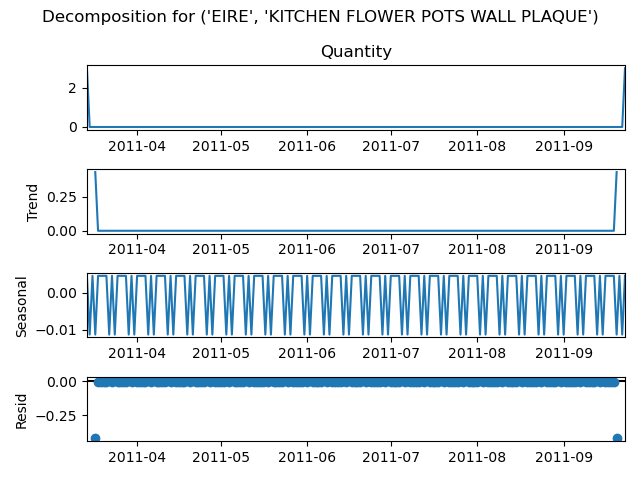 Decomposition for ('EIRE', 'KITCHEN FLOWER POTS WALL PLAQUE')
Quantity
2
0
2011-04 2011-05 2011-06 2011-07 2011-08 2011-09
Trend
0.25
0.00
2011-04 2011-05 2011-06 2011-07 2011-08 2011-09
Seasonal
0.00
−0.01
2011-04 2011-05 2011-06 2011-07 2011-08 2011-09
Resid
0.00
−0.25
2011-04 2011-05 2011-06 2011-07 2011-08 2011-09